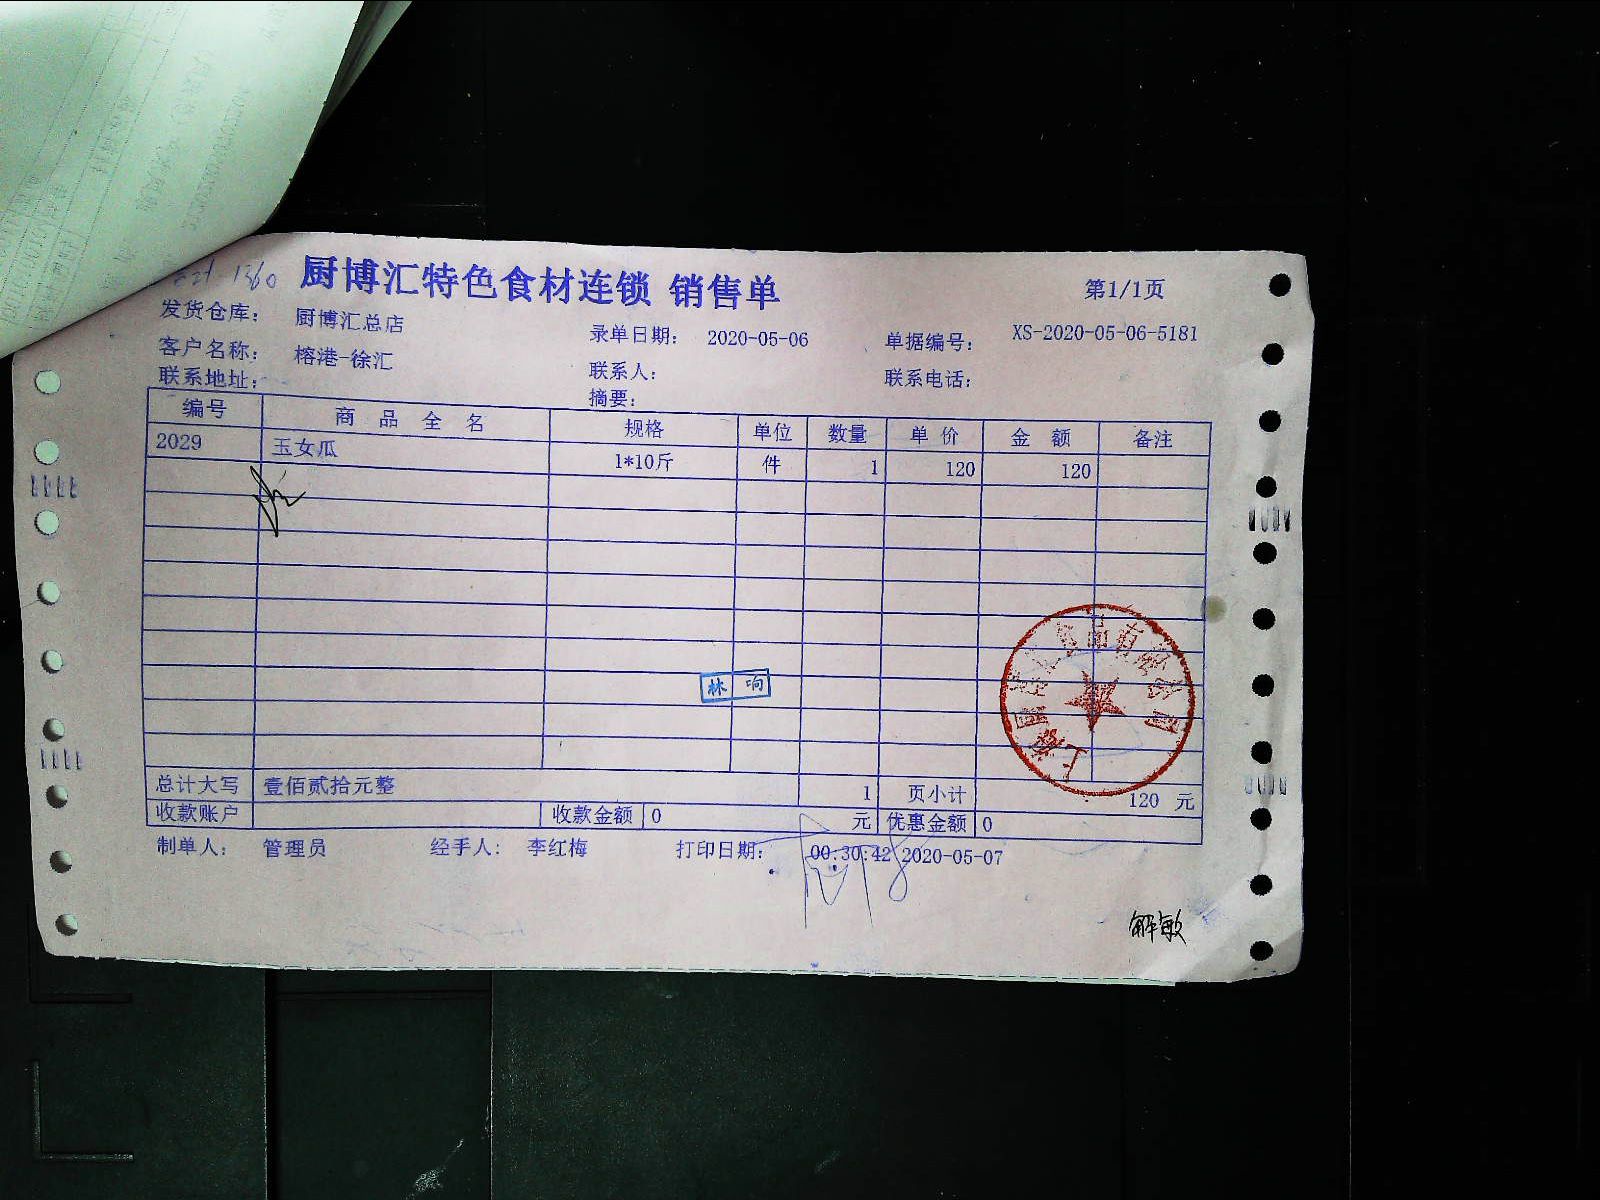 厨博汇特色食材连锁 销售单
第1/1页
发货仓库： 厨博汇总店
录单日期： 2020-05-06
单据编号： XS-2020-05-06-5181
客户名称： 榕港-徐汇
联系人：
联系电话：
联系地址：
摘要：
编号 商品全名 规格 单位 数量 单价 金额 备注
2029 玉女瓜 1*10斤 件 1 120 120
林 响
总计大写 壹佰贰拾元整 1 页小计 120 元
收款账户 收款金额 0 元 优惠金额 0
制单人： 管理员 经手人： 李红梅 打印日期： 00:30:42 2020-05-07
解敏